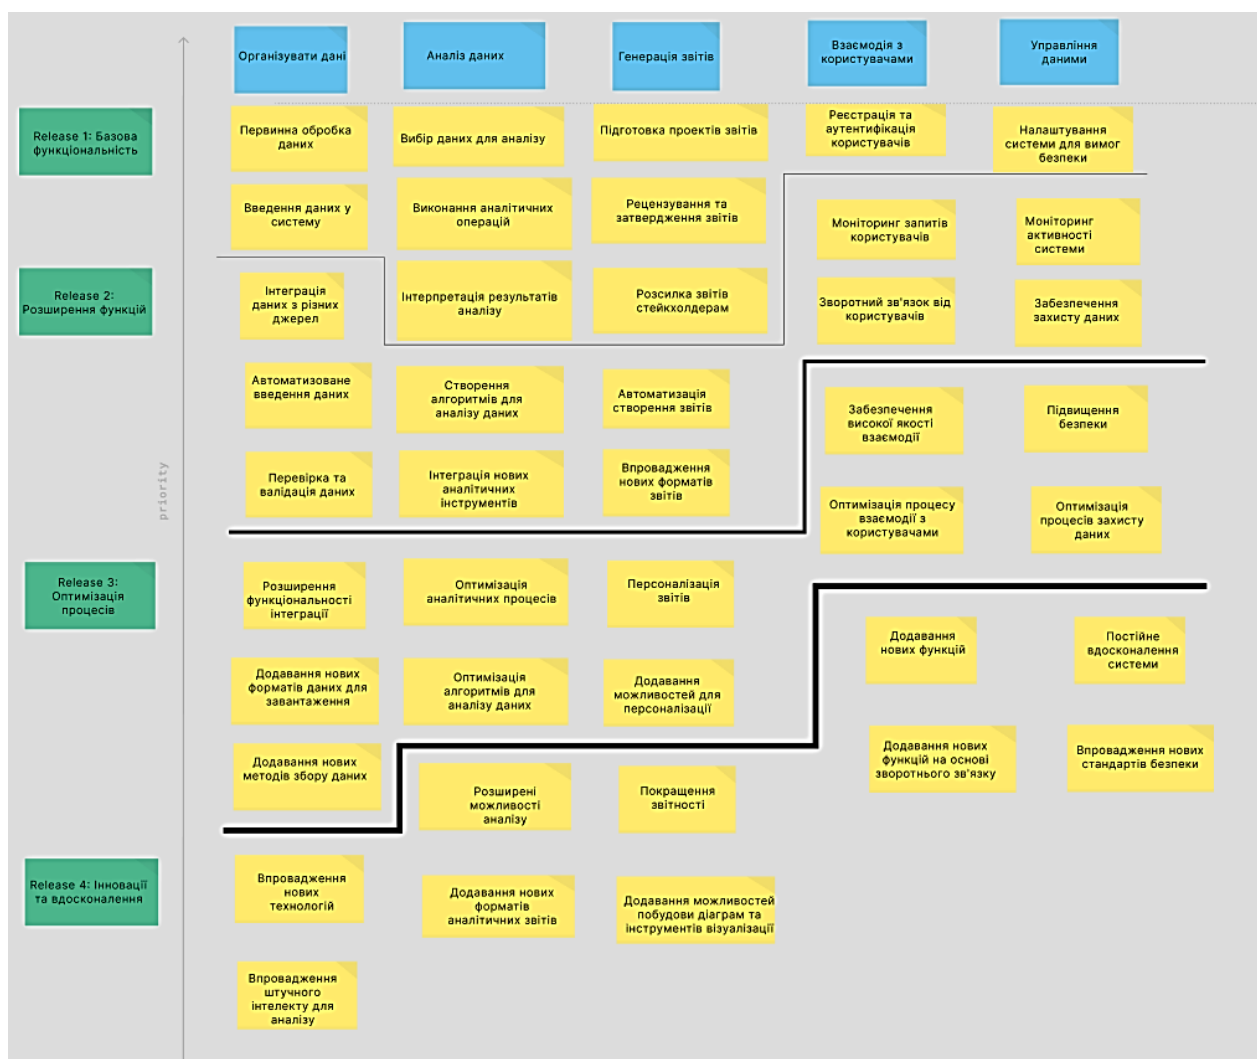 Організувати дані
Аналіз даних
Генерація звітів
Взаємодія з
користувачами
Управління
даними
priority
Release 1: Базова
функціональність
Первинна обробка
даних
Вибір даних для аналізу
Підготовка проектів звітів
Реєстрація та
аутентифікація
користувачів
Налаштування
системи для вимог
безпеки
Введення даних у
систему
Виконання аналітичних
операцій
Рецензування та
затвердження звітів
Моніторинг запитів
користувачів
Моніторинг
активності
системи
Release 2:
Розширення функцій
Інтеграція
даних з різних
джерел
Інтерпретація результатів
аналізу
Розсилка звітів
стейкхолдерам
Зворотний зв'язок від
користувачів
Забезпечення
захисту даних
Автоматизоване
введення даних
Створення
алгоритмів для
аналізу даних
Автоматизація
створення звітів
Забезпечення
високої якості
взаємодії
Підвищення
безпеки
Перевірка та
валідація даних
Інтеграція нових
аналітичних
інструментів
Впровадження
нових форматів
звітів
Оптимізація процесу
взаємодії з
користувачами
Оптимізація
процесів захисту
даних
Release 3:
Оптимізація
процесів
Розширення
функціональності
інтеграції
Оптимізація
аналітичних процесів
Персоналізація
звітів
Додавання
нових функцій
Постійне
вдосконалення
системи
Додавання нових
форматів даних для
завантаження
Оптимізація
алгоритмів для
аналізу даних
Додавання
можливостей для
персоналізації
Додавання нових
функцій на основі
зворотнього зв'язку
Впровадження нових
стандартів безпеки
Додавання нових
методів збору даних
Розширені
можливості
аналізу
Покращення
звітності
Release 4: Інновації
та вдосконалення
Впровадження
нових
технологій
Додавання нових
форматів
аналітичних звітів
Додавання можливостей
побудови діаграм та
інструментів візуалізації
Впровадження
штучного
інтелекту для
аналізу